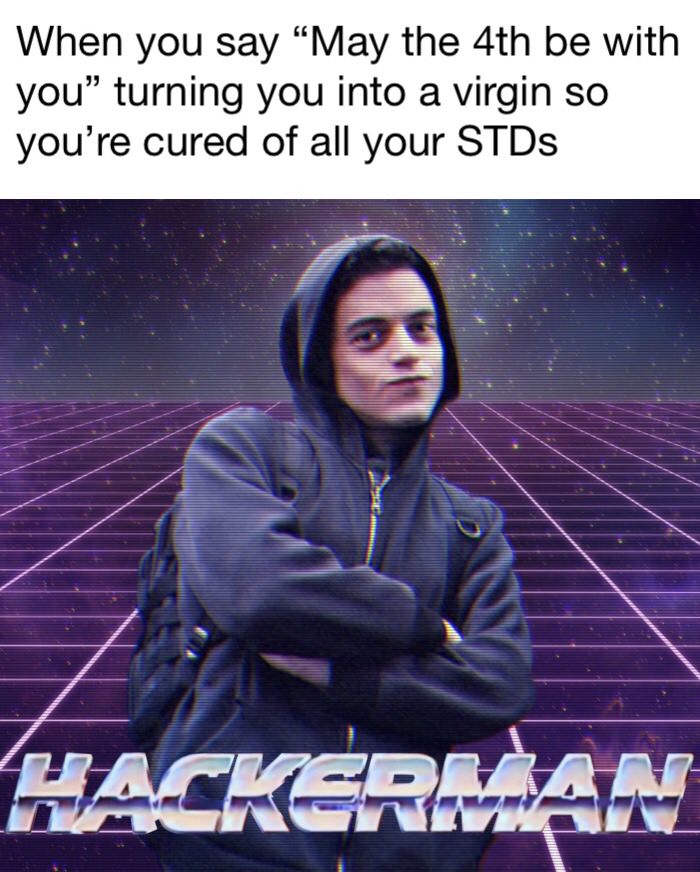 When you say “May the 4th be with
you” turning you into a virgin so
you’re cured of all your STDs
HACKERMAN